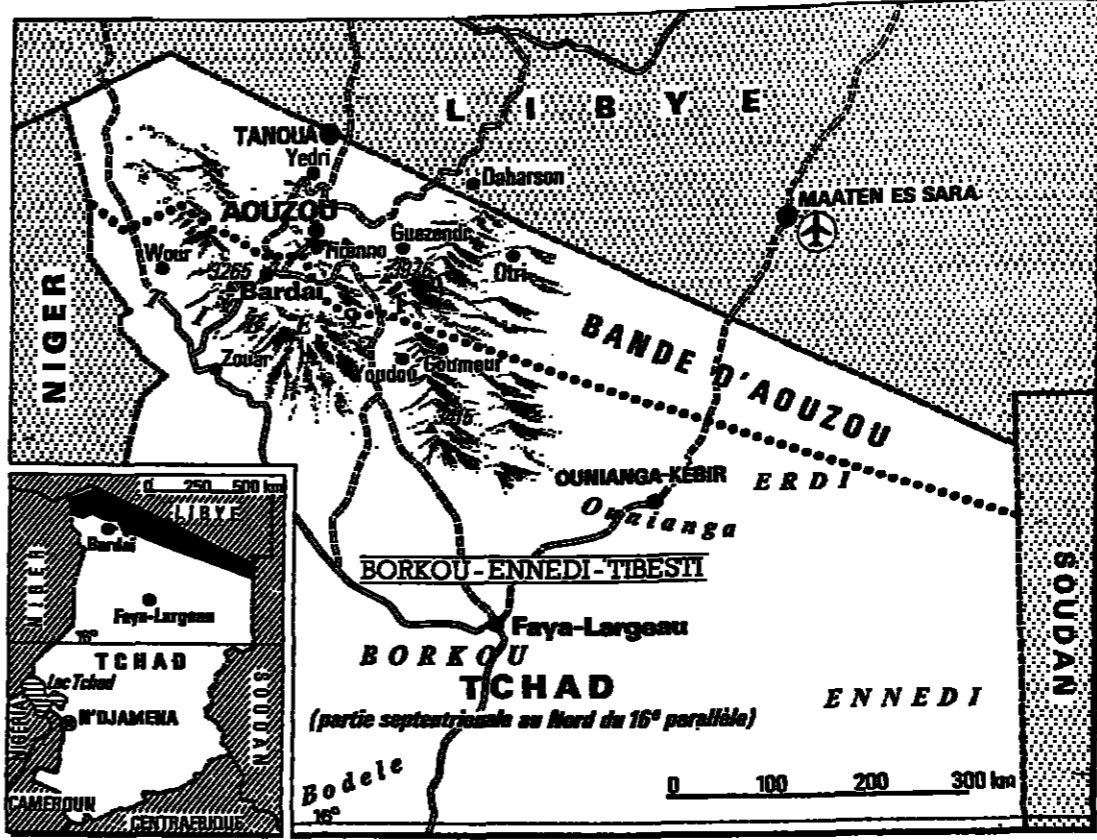 LIBYE
TANOUA
Yedri
Daharson
MAATEN ES SARA
AOUZOU
Guezendi
Wour
3265
Otri
Bardai
TIBESTI
NIGER
BANDE D'AOUZOU
Zouar
Youdou
Goumeur
3415
OUNIANGA-KEBIR
ERDI
Ounianga
BORKOU-ENNEDI-TIBESTI
SOUDAN
Faya-Largeau
BORKOU
TCHAD
ENNEDI
(partie septentrionale au Nord du 16e parallèle)
Bodele
16°
0 100 200 300 km
0 250 500 km
LIBYE
Bardai
NIGER
Faya-Largeau
16°
TCHAD
Lac Tchad
NIGERIA
N'DJAMENA
SOUDAN
CAMEROUN
CENTRAFRIQUE